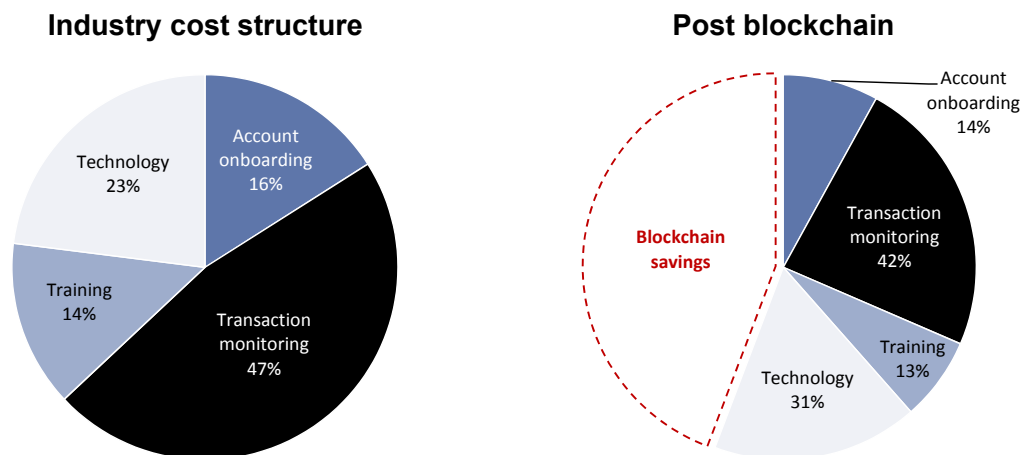 Industry cost structure
Technology
23%
Account
onboarding
16%
Training
14%
Transaction
monitoring
47%
Post blockchain
Account
onboarding
14%
Blockchain
savings
Transaction
monitoring
42%
Training
13%
Technology
31%